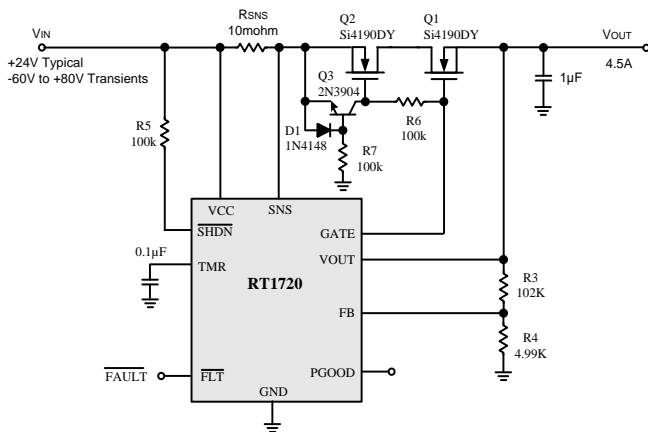 VIN
+24V Typical
-60V to +80V Transients
RSNS
10mohm
Q2
Si4190DY
Q1
Si4190DY
VOUT
4.5A
1µF
Q3
2N3904
R6
100k
D1
1N4148
R7
100k
R5
100k
VCC
SNS
SHDN
GATE
0.1µF
TMR
VOUT
RT1720
R3
102K
FB
R4
4.99K
FAULT
FLT
PGOOD
GND